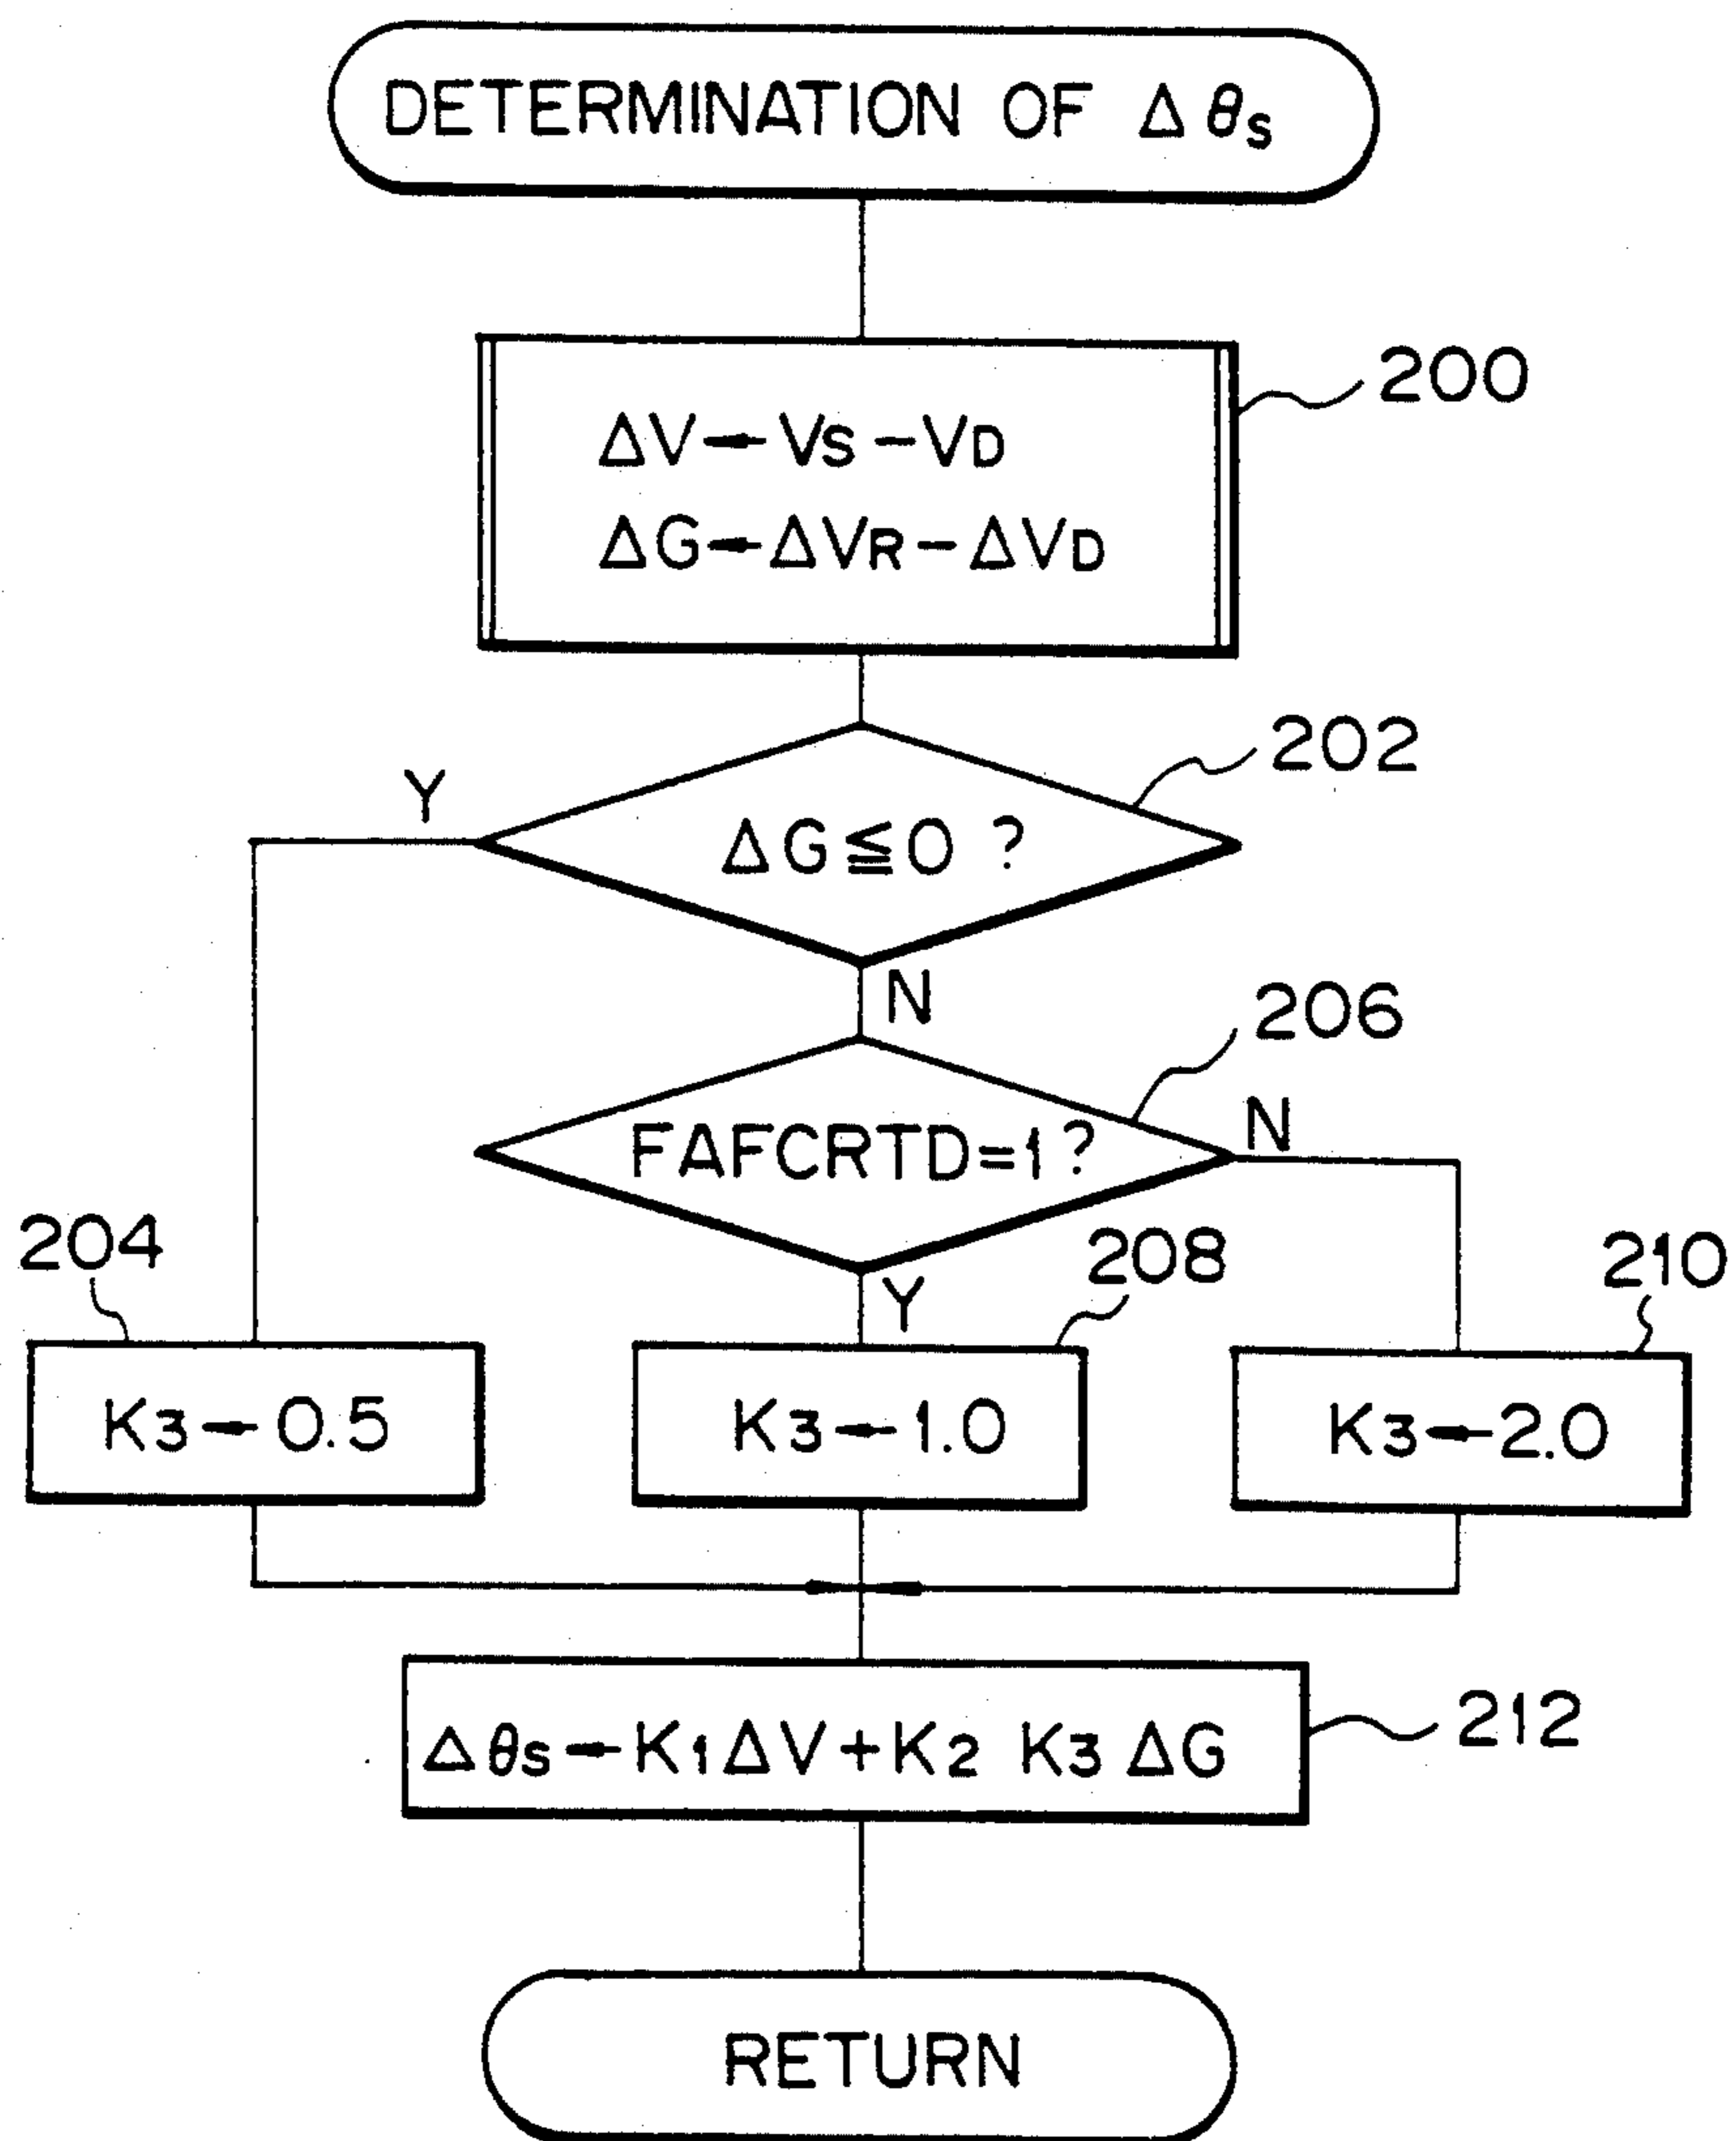 DETERMINATION OF Δ θs
ΔV←VS−VD
ΔG←ΔVR−ΔVD
200
202
Y
ΔG≦0 ?
N
206
FAFCRTD=1?
N
204
208
210
Y
K3←0.5
K3←1.0
K3←2.0
Δθs←K1ΔV+K2 K3 ΔG
212
RETURN